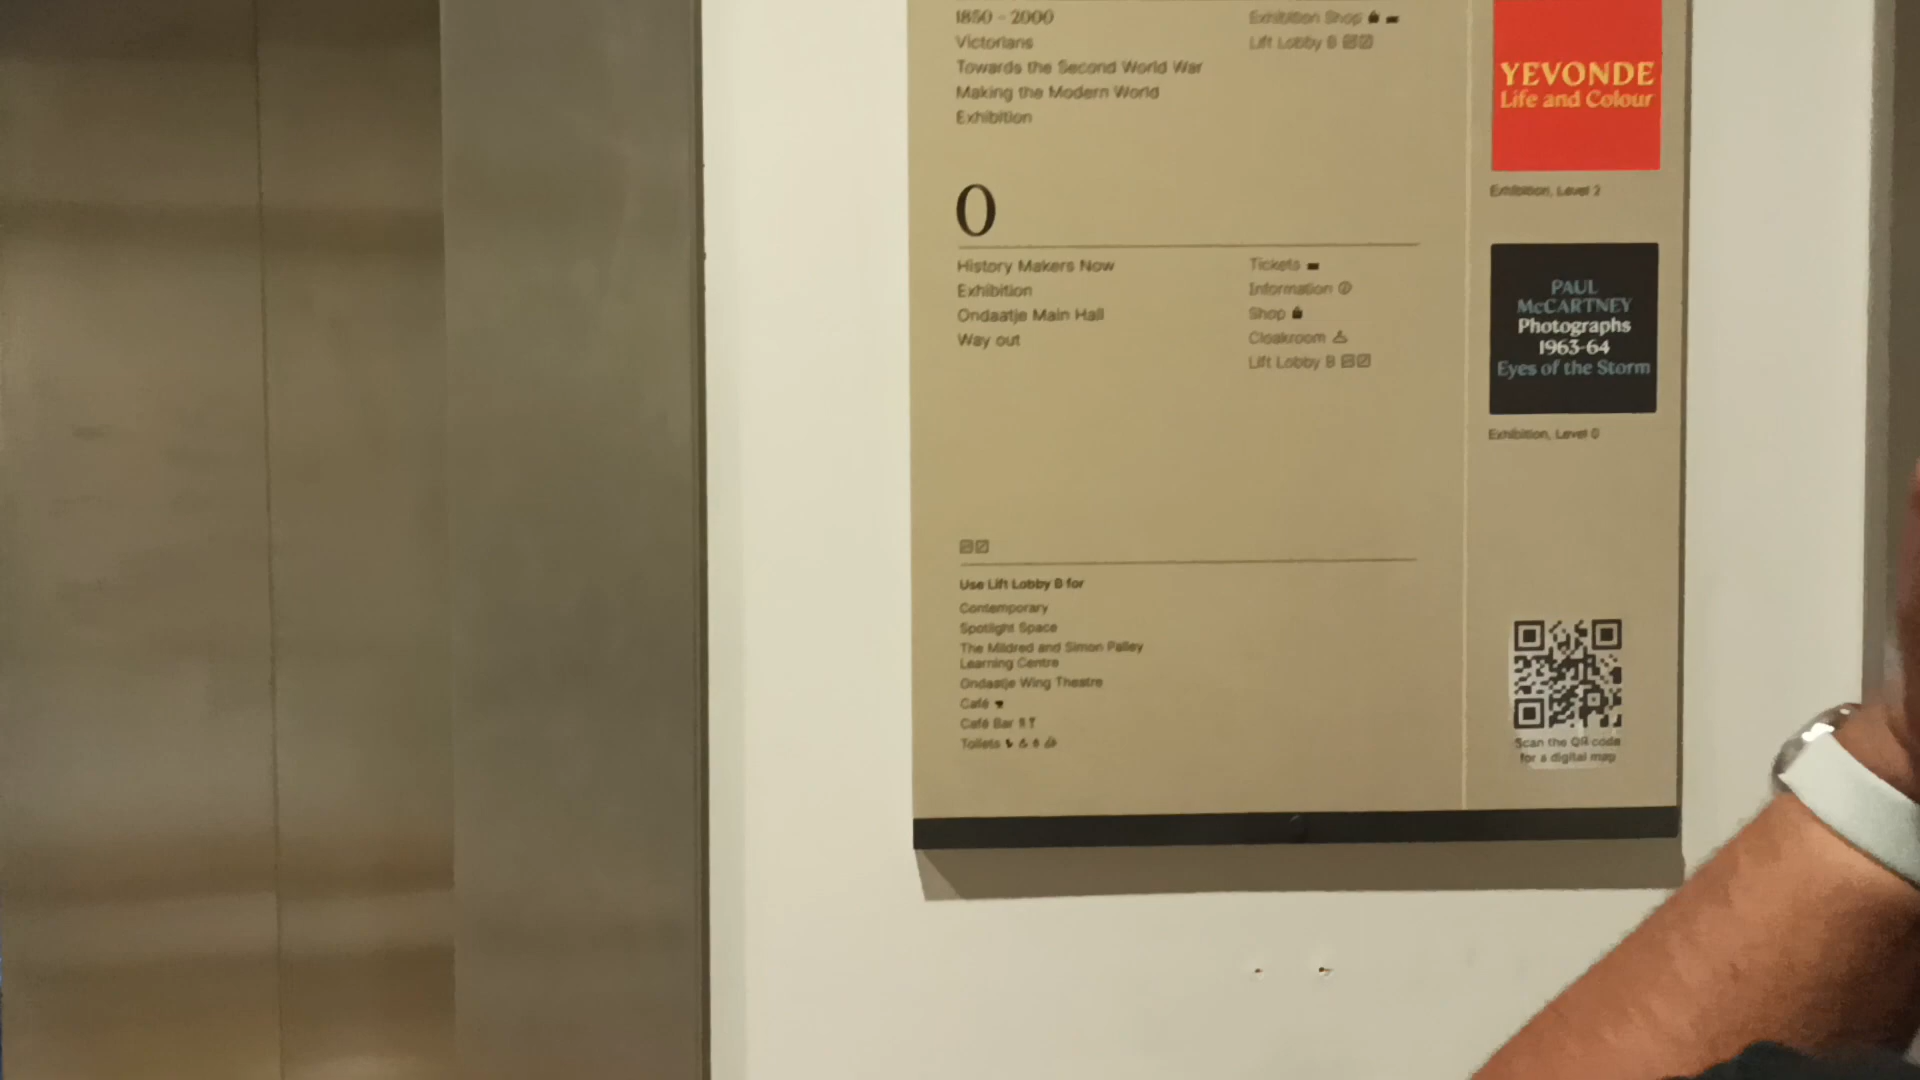 1850 - 2000
Victorians
Towards the Second World War
Making the Modern World
Exhibition
Exhibition Shop
Lift Lobby B
0
History Makers Now
Exhibition
Ondaatje Main Hall
Way out
Tickets
Information
Shop
Cloakroom
Lift Lobby B
Use Lift Lobby B for
Contemporary
Spotlight Space
The Mildred and Simon Palley
Learning Centre
Ondaatje Wing Theatre
Café
Café Bar
Toilets
YEVONDE
Life and Colour
Exhibition, Level 2
PAUL
McCARTNEY
Photographs
1963-64
Eyes of the Storm
Exhibition, Level 0
Scan the QR code
for a digital map